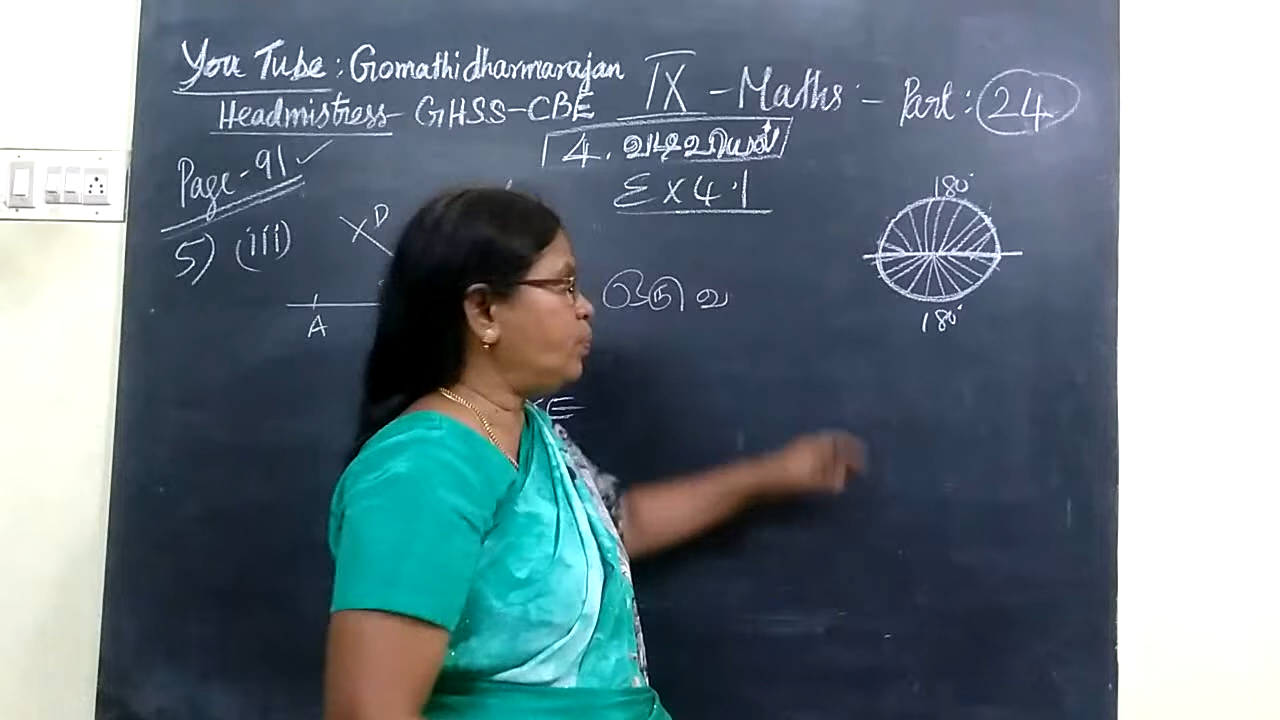 You Tube : Gomathidharmarajan IX - Maths - Part : 24
Headmistress - GHSS - CBE
4. வடிவியல்
Page - 91 ✓
Ex 4.1
5) (iii)
D
A
ஒரு வ
180°
180°
E